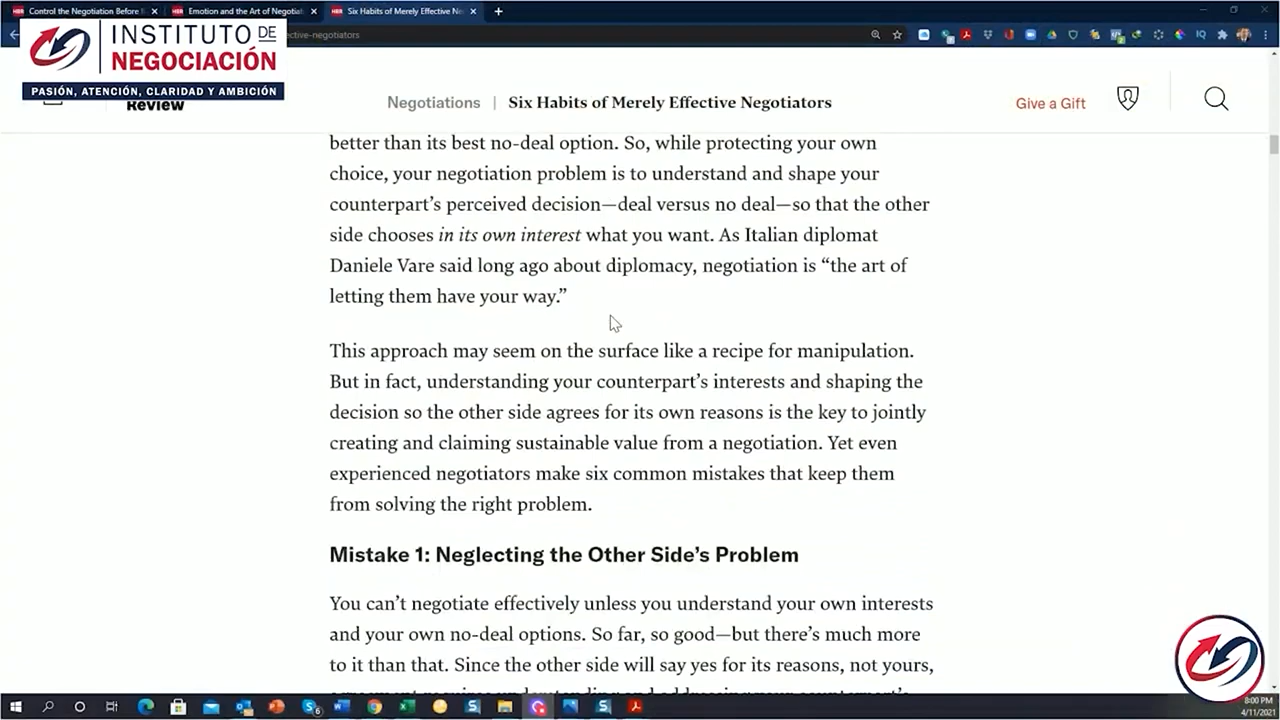 Control the Negotiation Before
Emotion and the Art of Negotia
Six Habits of Merely Effective Ne
ctive-negotiators
INSTITUTO DE
NEGOCIACIÓN
PASIÓN, ATENCIÓN, CLARIDAD Y AMBICIÓN
Review
Negotiations | Six Habits of Merely Effective Negotiators
Give a Gift
better than its best no-deal option. So, while protecting your own
choice, your negotiation problem is to understand and shape your
counterpart’s perceived decision—deal versus no deal—so that the other
side chooses in its own interest what you want. As Italian diplomat
Daniele Vare said long ago about diplomacy, negotiation is “the art of
letting them have your way.”
This approach may seem on the surface like a recipe for manipulation.
But in fact, understanding your counterpart’s interests and shaping the
decision so the other side agrees for its own reasons is the key to jointly
creating and claiming sustainable value from a negotiation. Yet even
experienced negotiators make six common mistakes that keep them
from solving the right problem.
Mistake 1: Neglecting the Other Side’s Problem
You can’t negotiate effectively unless you understand your own interests
and your own no-deal options. So far, so good—but there’s much more
to it than that. Since the other side will say yes for its reasons, not yours,
8:00 PM
4/11/2021